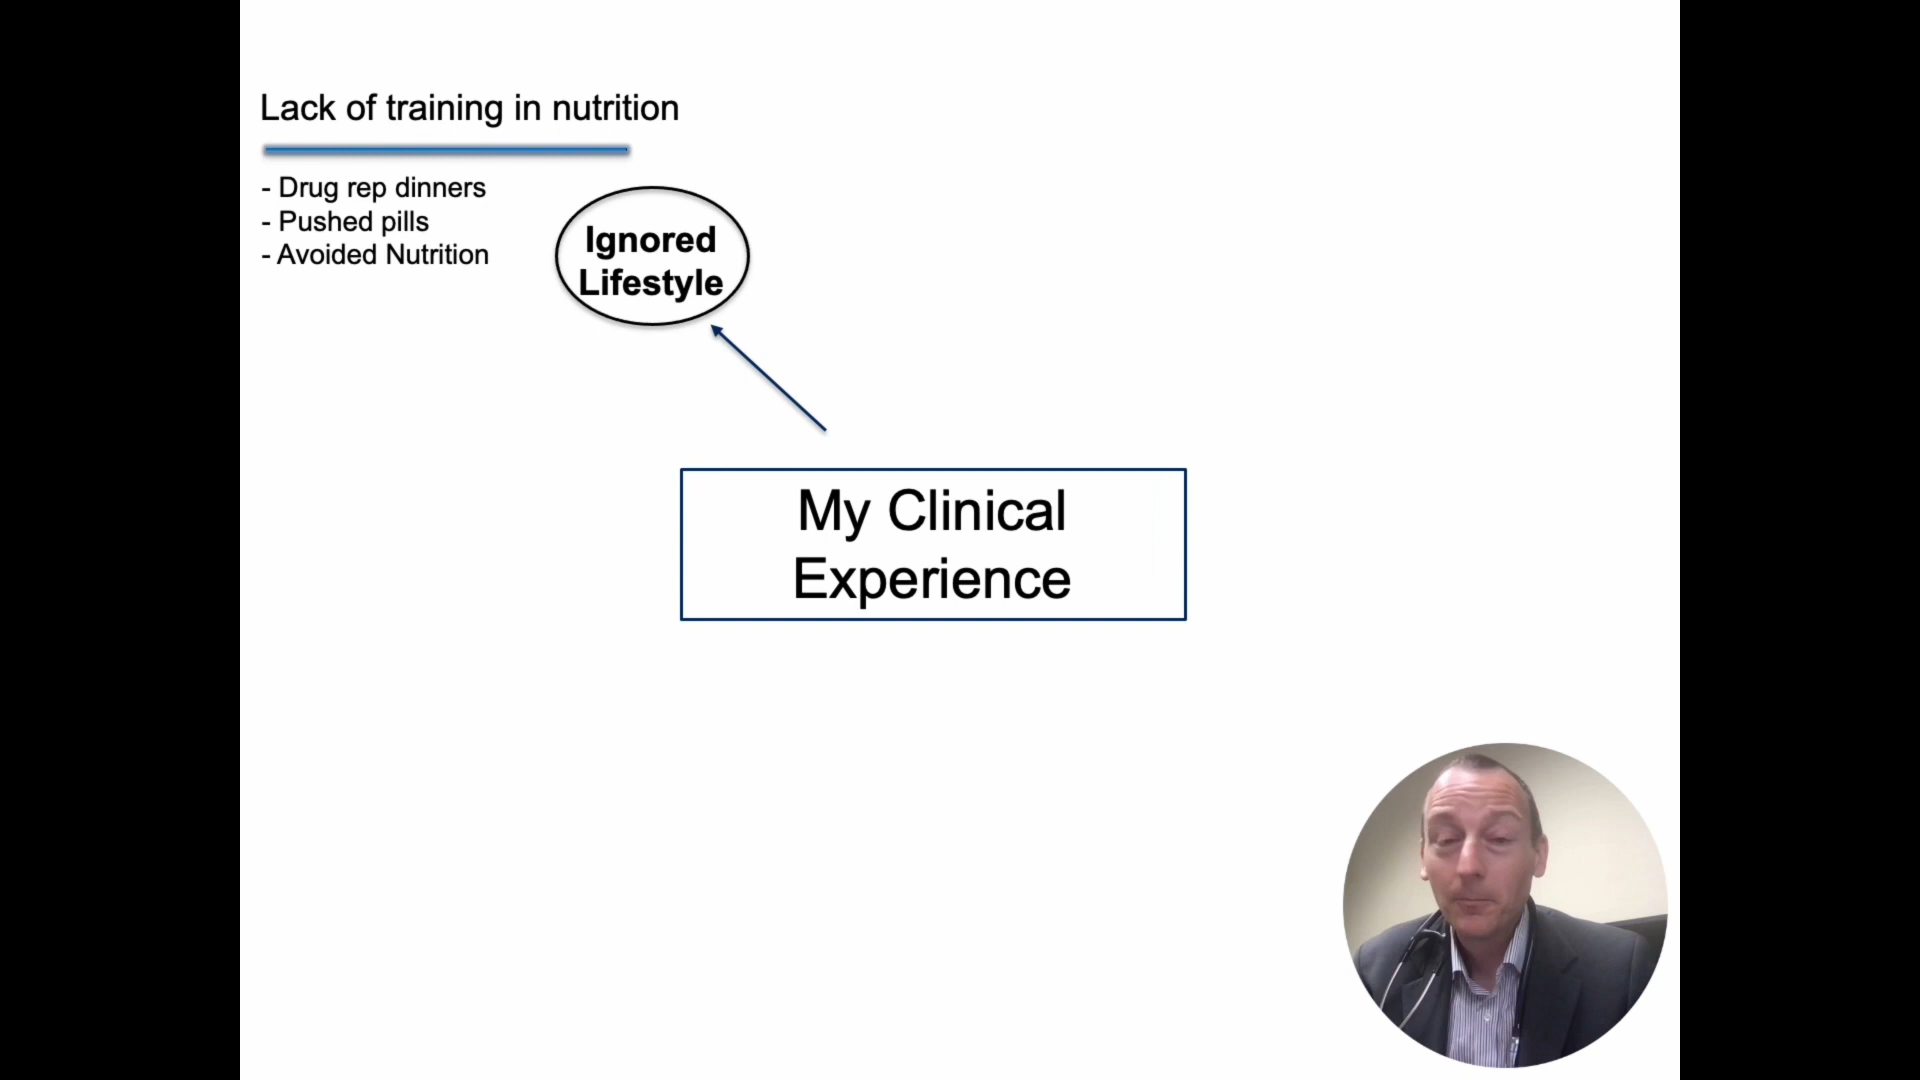 Lack of training in nutrition
- Drug rep dinners
- Pushed pills
- Avoided Nutrition
Ignored
Lifestyle
My Clinical
Experience